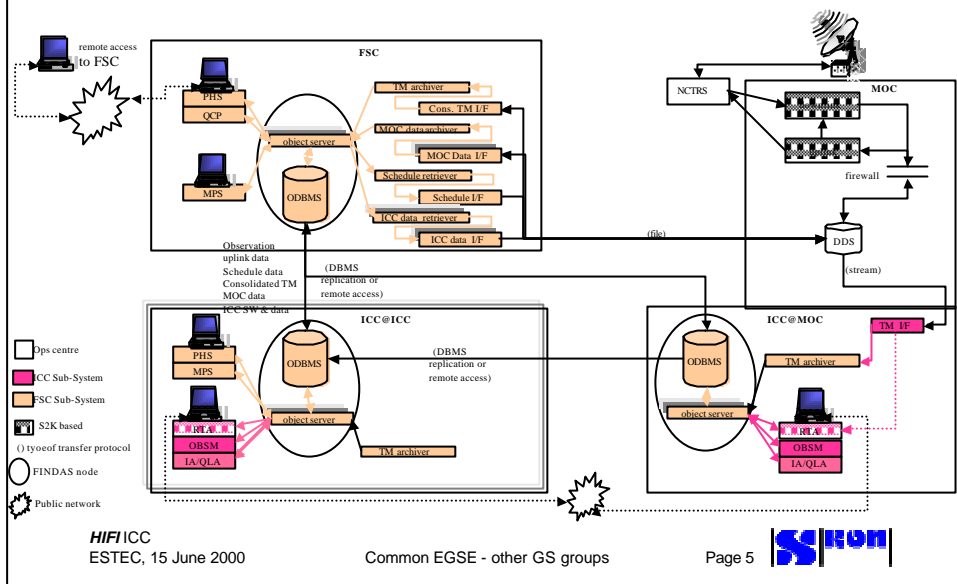 remote access
to FSC
FSC
PHS
QCP
MPS
object server
ODBMS
TM archiver
Cons. TM I/F
MOC data archiver
MOC Data I/F
Schedule retriever
Schedule I/F
ICC data retriever
ICC data I/F
NCTRS
MOC
firewall
DDS
(file)
(stream)
Observation
uplink data
Schedule data
Consolidated TM
MOC data
ICC SW & data
(DBMS
replication or
remote access)
ICC@ICC
PHS
MPS
ODBMS
object server
RTA
OBSM
IA/QLA
TM archiver
(DBMS
replication or
remote access)
ICC@MOC
ODBMS
object server
TM I/F
TM archiver
RTA
OBSM
IA/QLA
Ops centre
ICC Sub-System
FSC Sub-System
S2K based
() tyoeof transfer protocol
FINDAS node
Public network
HIFI ICC
ESTEC, 15 June 2000
Common EGSE - other GS groups
Page 5